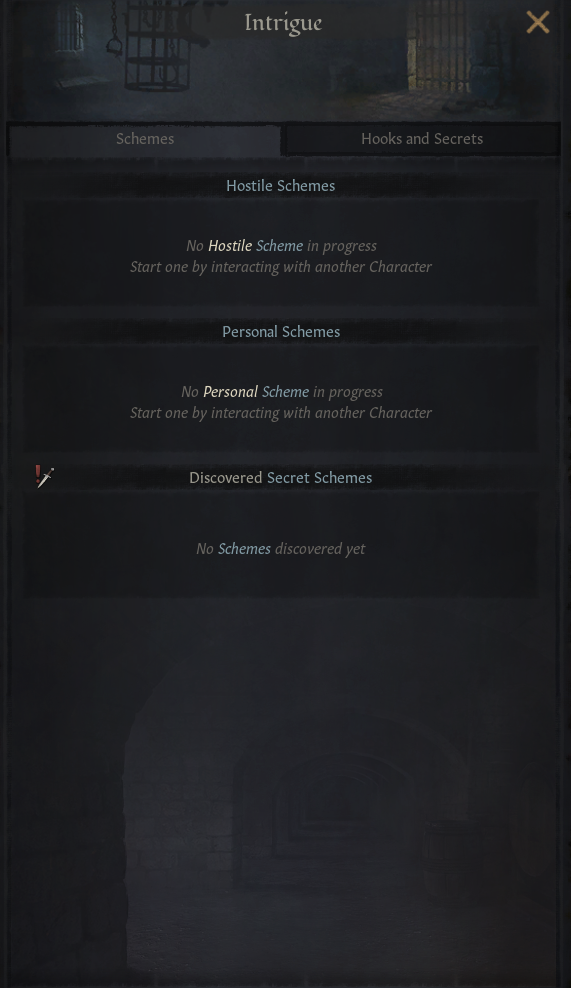 Intrigue
Schemes
Hooks and Secrets
Hostile Schemes
No Hostile Scheme in progress
Start one by interacting with another Character
Personal Schemes
No Personal Scheme in progress
Start one by interacting with another Character
Discovered Secret Schemes
No Schemes discovered yet